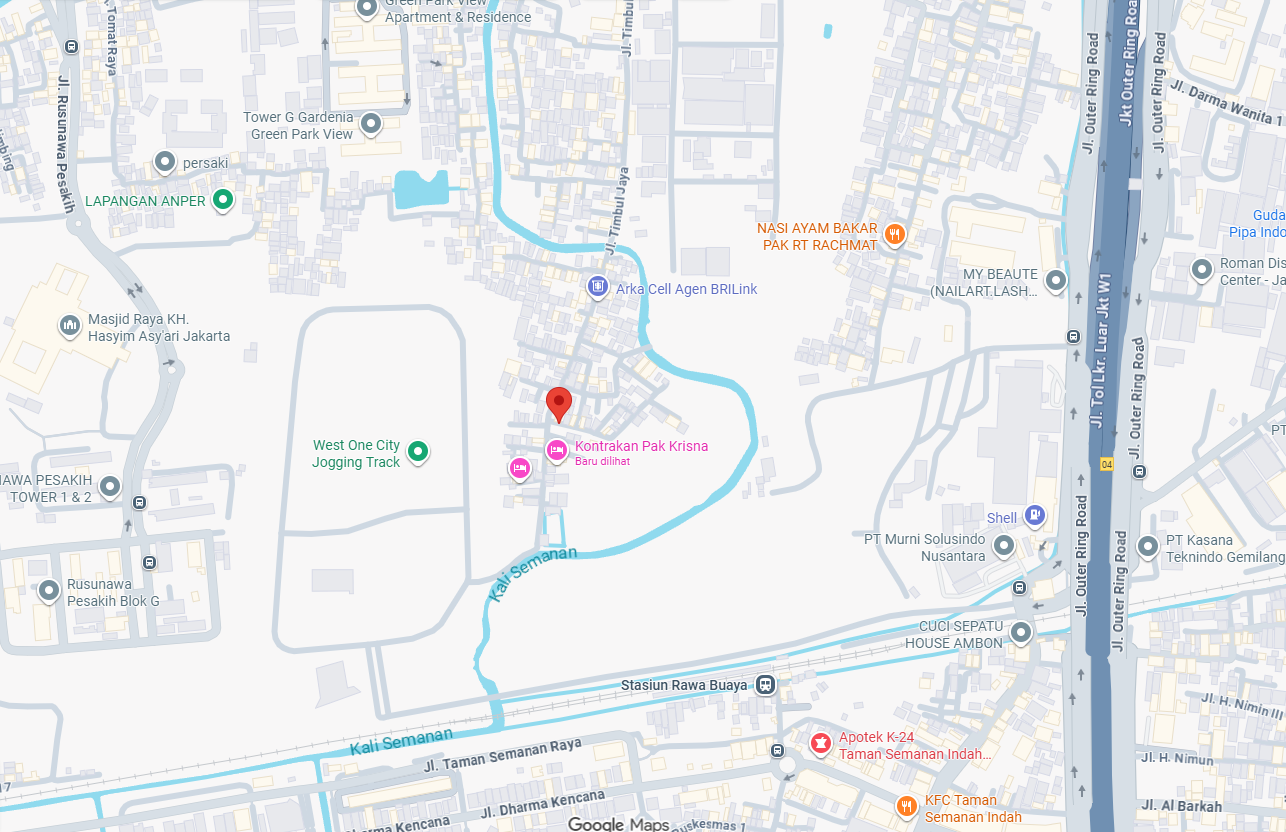 Green Park View
Apartment & Residence
Tomat Raya
Jl. Rusunawa Pesakih
Jl. Timbul
Jl. Outer Ring Road
Jkt Outer Ring Road
Jl. Outer Ring Road
Jl. Darma Wanita 1
Tower G Gardenia
Green Park View
persaki
LAPANGAN ANPER
Jl. Timbul Jaya
NASI AYAM BAKAR
PAK RT RACHMAT
Guda
Pipa Indo
MY BEAUTE
(NAILART.LASH...
Roman Dis
Center - Ja
Arka Cell Agen BRILink
Masjid Raya KH.
Hasyim Asy'ari Jakarta
Jl. Tol Lkr. Luar Jkt W1
Jl. Outer Ring Road
West One City
Jogging Track
Kontrakan Pak Krisna
Baru dilihat
PT
04
NAWA PESAKIH
TOWER 1 & 2
Shell
PT Murni Solusindo
Nusantara
Jl. Outer Ring Road
PT Kasana
Teknindo Gemilang
Jl. Outer Ring Road
Kali Semanan
Rusunawa
Pesakih Blok G
CUCI SEPATU
HOUSE AMBON
Stasiun Rawa Buaya
Jl. H. Nimin III
Kali Semanan
Jl. Taman Semanan Raya
Apotek K-24
Taman Semanan Indah...
Jl. H. Nimun
17
Jl. Dharma Kencana
KFC Taman
Semanan Indah
Jl. Al Barkah
Dharma Kencana
Google Maps
uskesmas 1